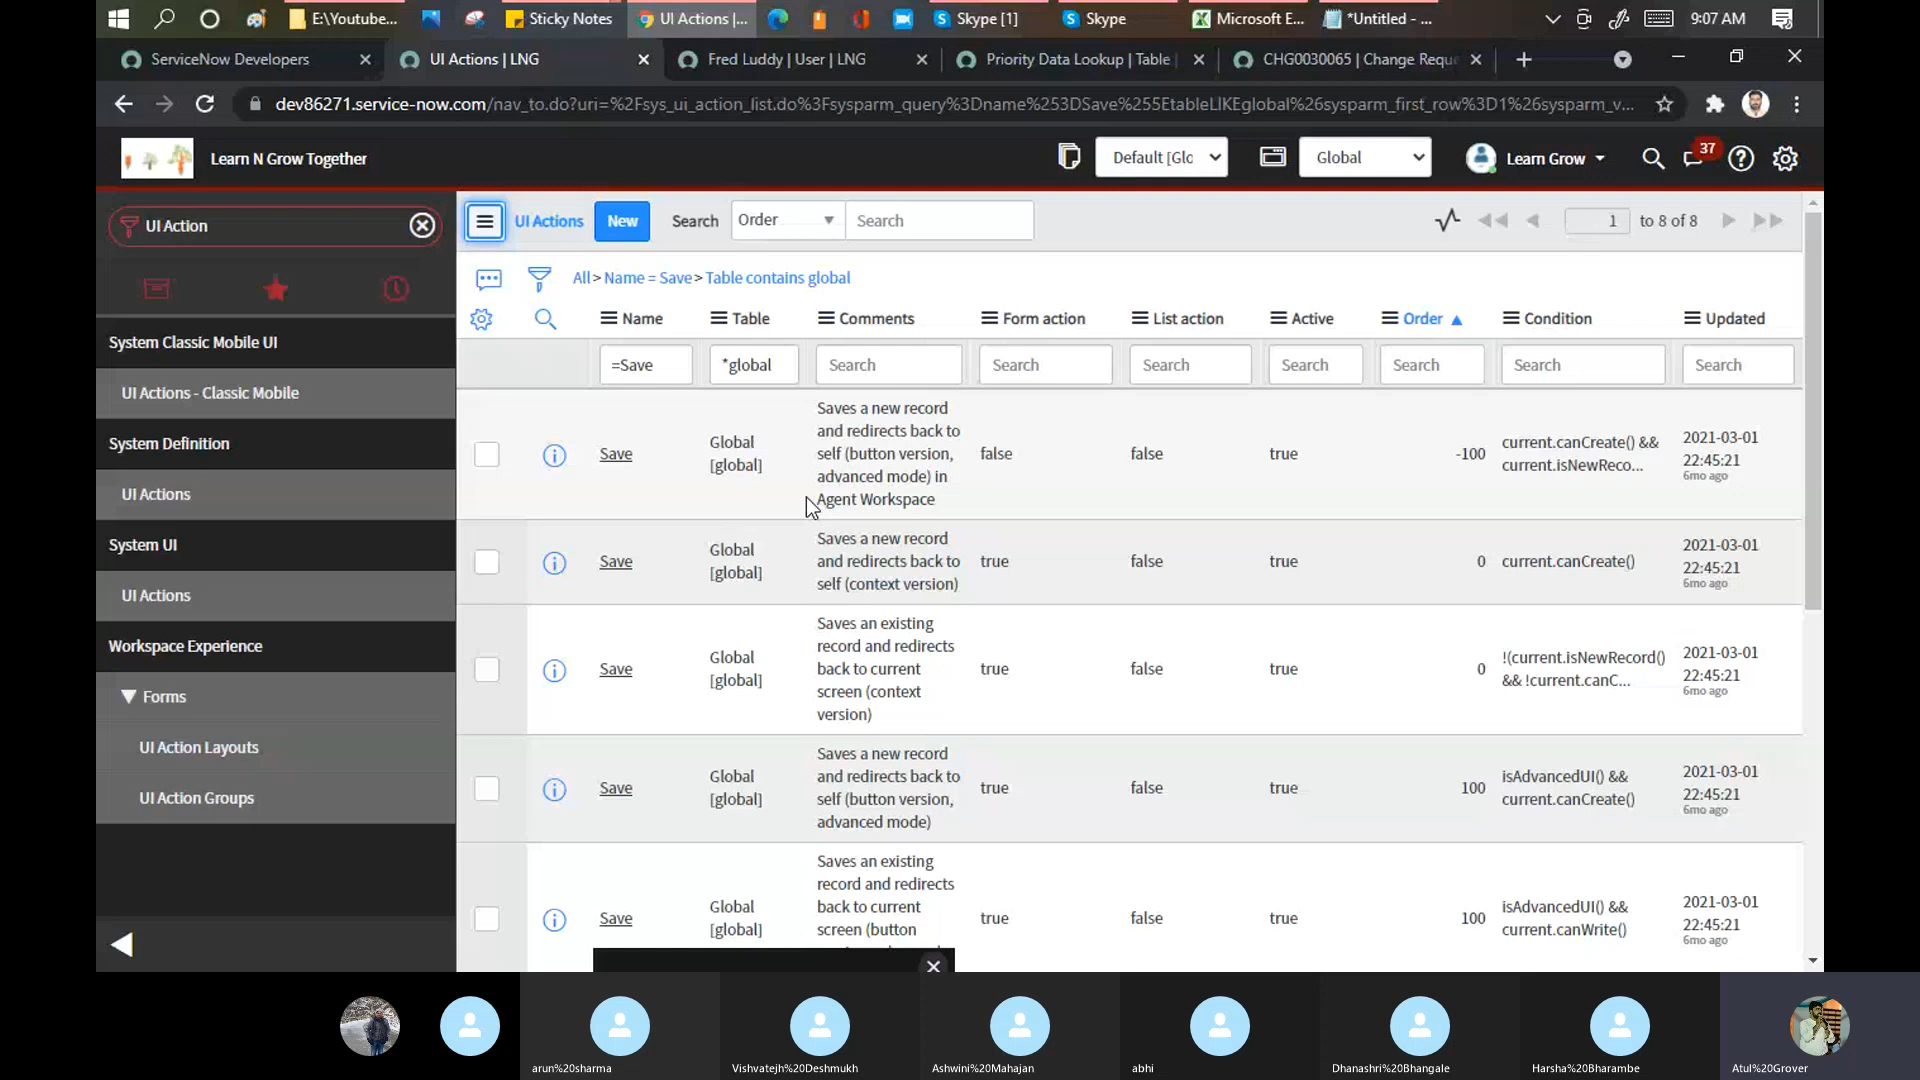 E:\Youtube...
Sticky Notes
UI Actions |...
Skype [1]
Skype
Microsoft E...
*Untitled - ...
9:07 AM
ServiceNow Developers
UI Actions | LNG
Fred Luddy | User | LNG
Priority Data Lookup | Table
CHG0030065 | Change Requ
dev86271.service-now.com/nav_to.do?uri=%2Fsys_ui_action_list.do%3Fsysparm_query%3Dname%253DSave%255EtableLIKEglobal%26sysparm_first_row%3D1%26sysparm_v...
Learn N Grow Together
Default [Glo
Global
Learn Grow
37
UI Action
UI Actions
New
Search
Order
Search
1
to 8 of 8
All > Name = Save > Table contains global
Name
Table
Comments
Form action
List action
Active
Order
Condition
Updated
=Save
*global
Search
Search
Search
Search
Search
Search
Search
System Classic Mobile UI
UI Actions - Classic Mobile
System Definition
UI Actions
System UI
UI Actions
Workspace Experience
Forms
UI Action Layouts
UI Action Groups
Save
Global
[global]
Saves a new record
and redirects back to
self (button version,
advanced mode) in
Agent Workspace
false
false
true
-100
current.canCreate() &&
current.isNewReco...
2021-03-01
22:45:21
6mo ago
Save
Global
[global]
Saves a new record
and redirects back to
self (context version)
true
false
true
0
current.canCreate()
2021-03-01
22:45:21
6mo ago
Save
Global
[global]
Saves an existing
record and redirects
back to current
screen (context
version)
true
false
true
0
!(current.isNewRecord()
&& !current.canC...
2021-03-01
22:45:21
6mo ago
Save
Global
[global]
Saves a new record
and redirects back to
self (button version,
advanced mode)
true
false
true
100
isAdvancedUI() &&
current.canCreate()
2021-03-01
22:45:21
6mo ago
Save
Global
[global]
Saves an existing
record and redirects
back to current
screen (button
true
false
true
100
isAdvancedUI() &&
current.canWrite()
2021-03-01
22:45:21
6mo ago
arun%20sharma
Vishvatejh%20Deshmukh
Ashwini%20Mahajan
abhi
Dhanashri%20Bhangale
Harsha%20Bharambe
Atul%20Grover